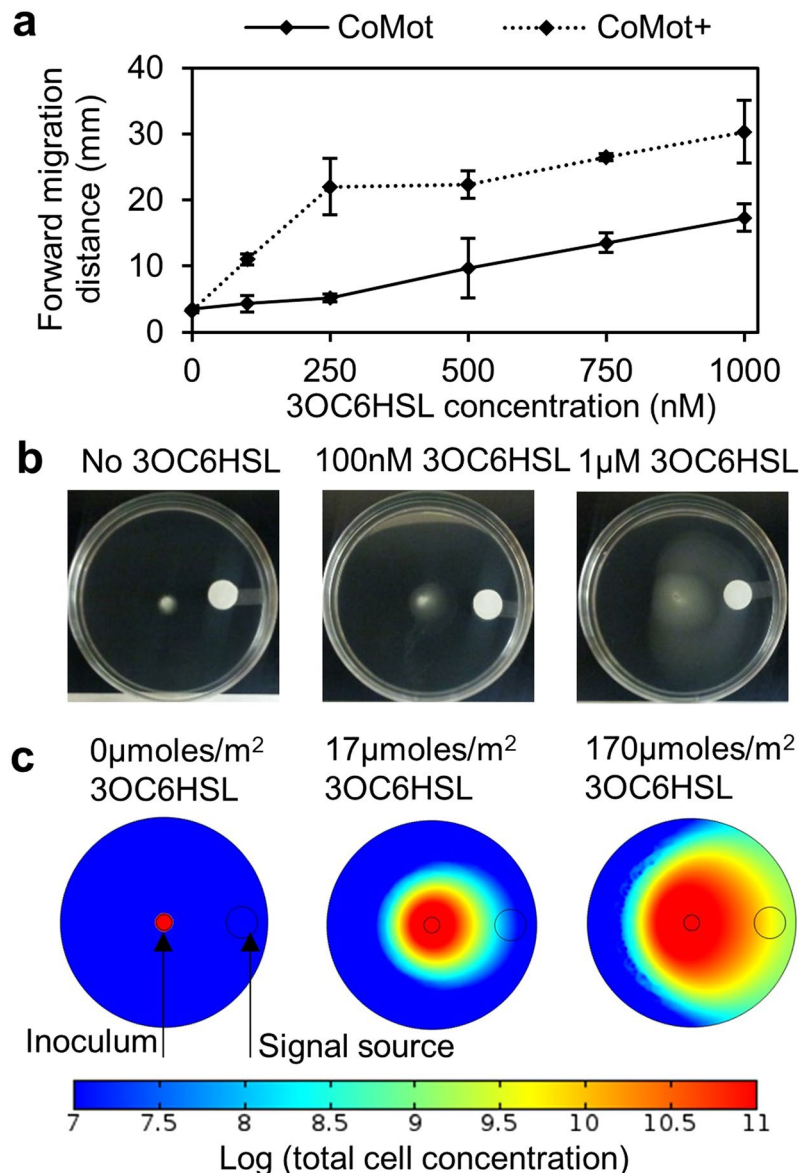 a
CoMot
CoMot+
Forward migration
distance (mm)
40
30
20
10
0
0
250
500
750
1000
3OC6HSL concentration (nM)
b
No 3OC6HSL
100nM 3OC6HSL
1µM 3OC6HSL
c
0µmoles/m²
3OC6HSL
17µmoles/m²
3OC6HSL
170µmoles/m²
3OC6HSL
Inoculum
Signal source
7
7.5
8
8.5
9
9.5
10
10.5
11
Log (total cell concentration)